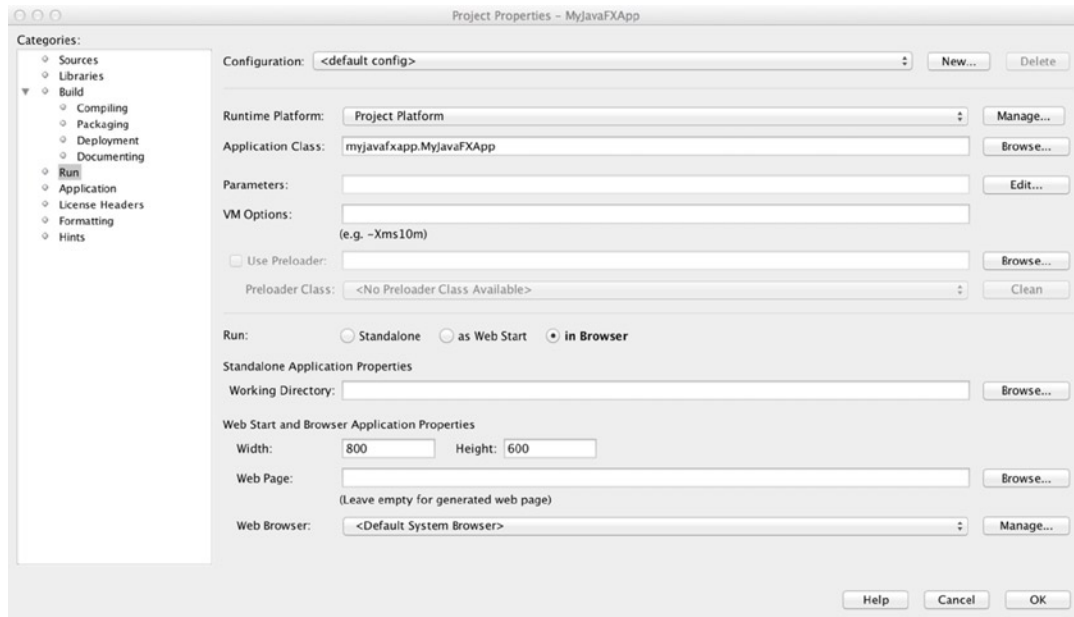 Project Properties – MyJavaFXApp
Categories:
Sources
Libraries
Build
Compiling
Packaging
Deployment
Documenting
Run
Application
License Headers
Formatting
Hints
Configuration: <default config> New... Delete
Runtime Platform: Project Platform Manage...
Application Class: myjavafxapp.MyJavaFXApp Browse...
Parameters: Edit...
VM Options:
(e.g. -Xms10m)
Use Preloader: Browse...
Preloader Class: <No Preloader Class Available> Clean
Run: Standalone as Web Start in Browser
Standalone Application Properties
Working Directory: Browse...
Web Start and Browser Application Properties
Width: 800 Height: 600
Web Page: Browse...
(Leave empty for generated web page)
Web Browser: <Default System Browser> Manage...
Help Cancel OK